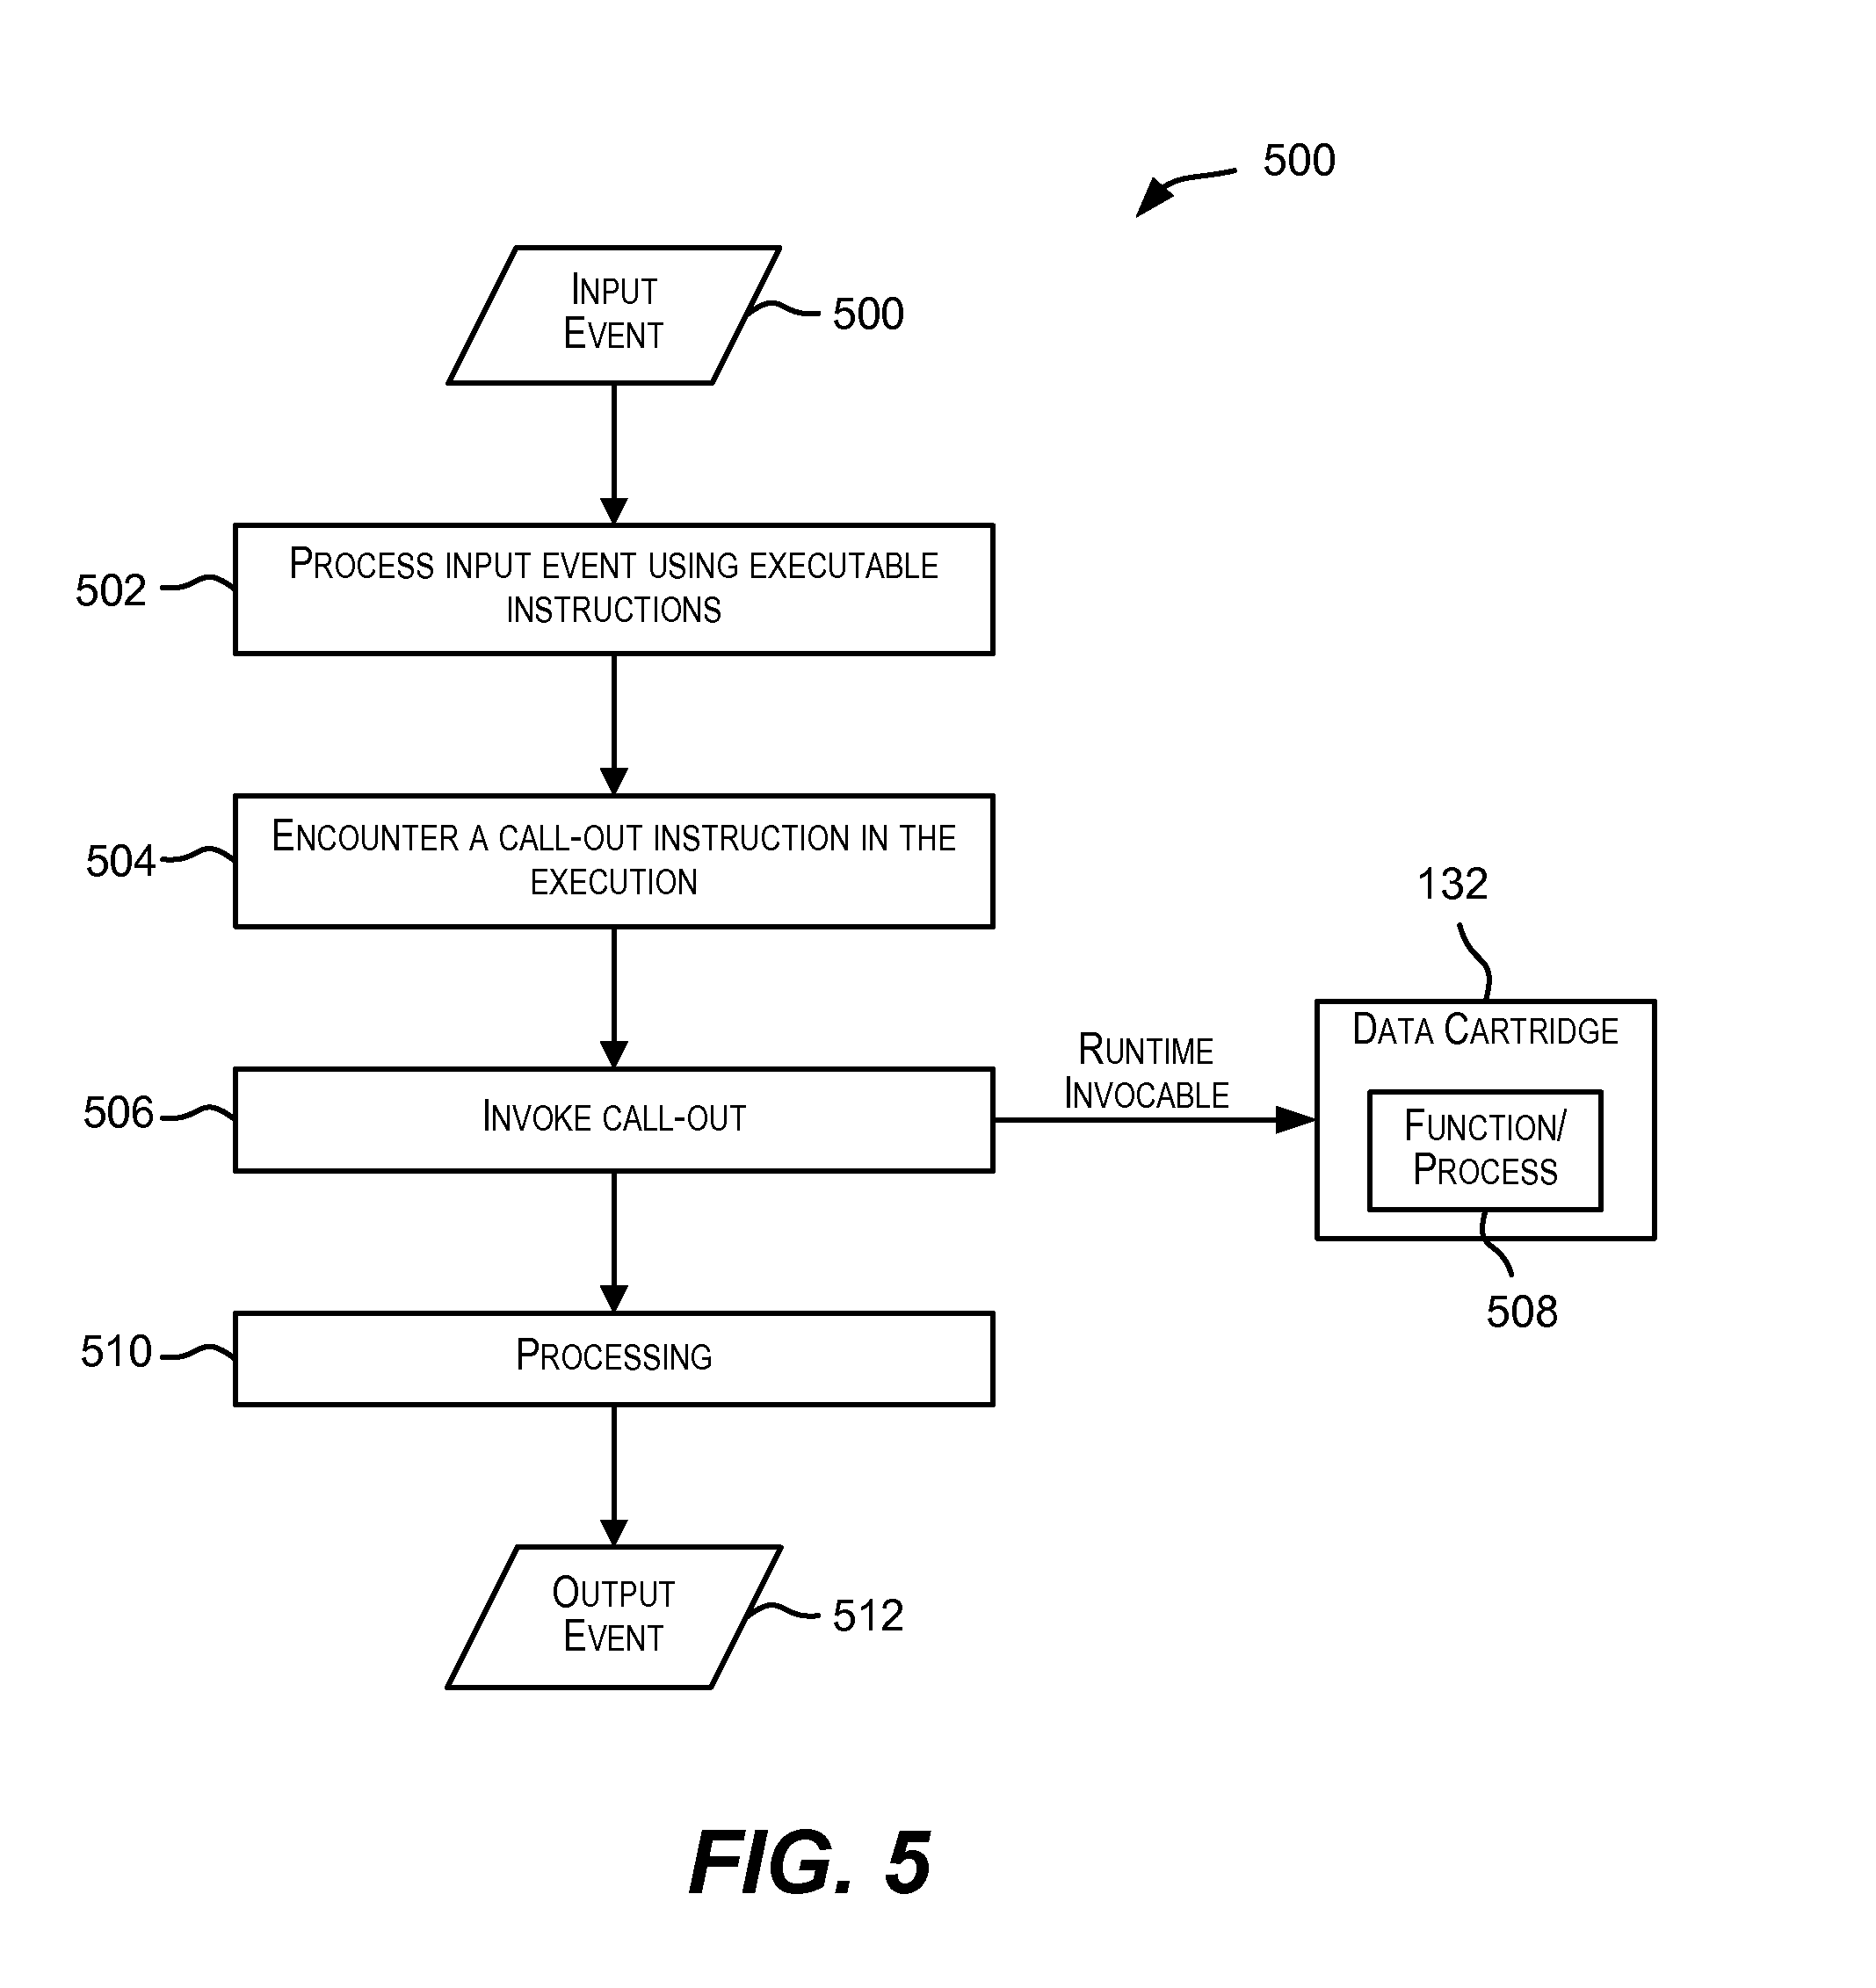 500
INPUT
EVENT
500
PROCESS INPUT EVENT USING EXECUTABLE
INSTRUCTIONS
502
ENCOUNTER A CALL-OUT INSTRUCTION IN THE
EXECUTION
504
132
DATA CARTRIDGE
RUNTIME
INVOCABLE
INVOKE CALL-OUT
506
FUNCTION/
PROCESS
508
PROCESSING
510
OUTPUT
EVENT
512
FIG. 5